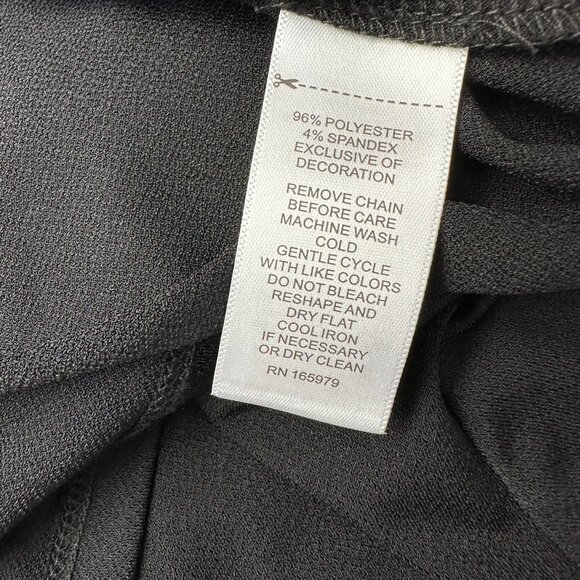 96% POLYESTER
4% SPANDEX
EXCLUSIVE OF
DECORATION
REMOVE CHAIN
BEFORE CARE
MACHINE WASH
COLD
GENTLE CYCLE
WITH LIKE COLORS
DO NOT BLEACH
RESHAPE AND
DRY FLAT
COOL IRON
IF NECESSARY
OR DRY CLEAN
RN 165979